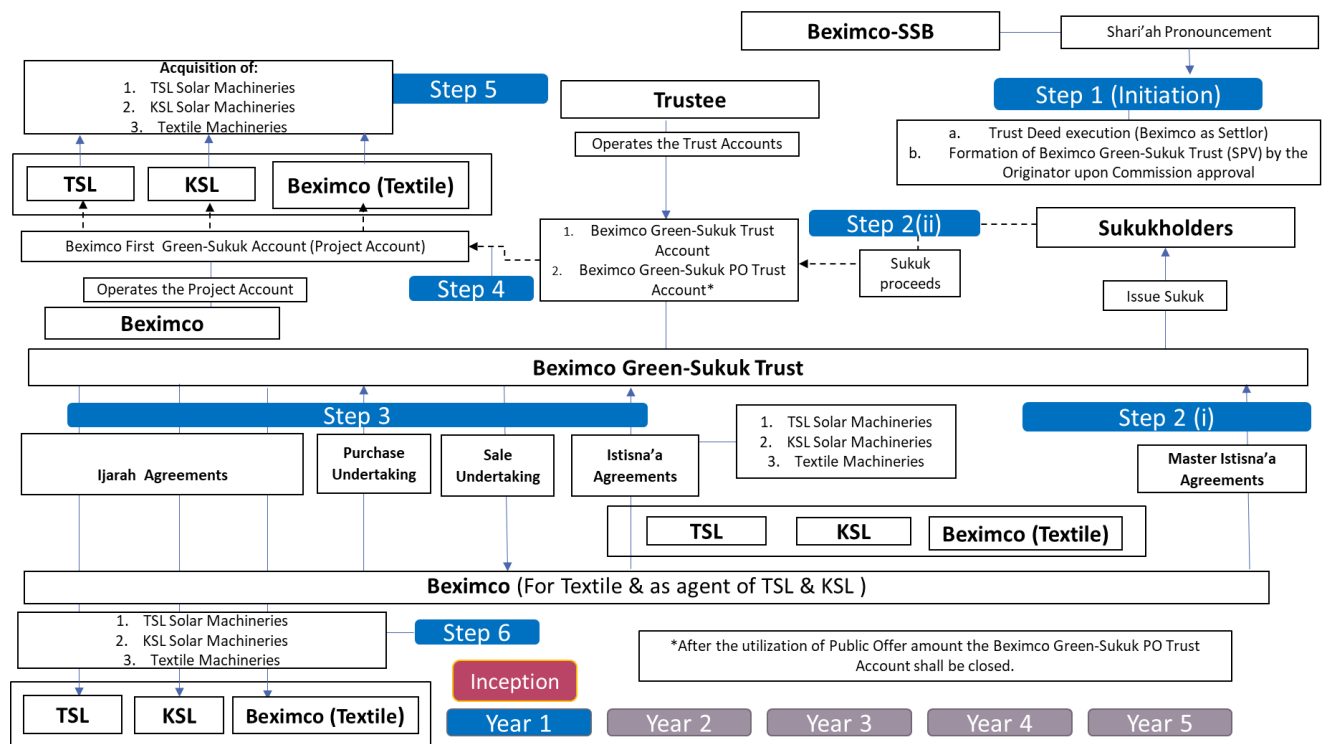 Beximco-SSB
Shari'ah Pronouncement
Acquisition of:
1. TSL Solar Machineries
2. KSL Solar Machineries
3. Textile Machineries
Step 5
Trustee
Step 1 (Initiation)
Operates the Trust Accounts
a. Trust Deed execution (Beximco as Settlor)
b. Formation of Beximco Green-Sukuk Trust (SPV) by the
Originator upon Commission approval
TSL
KSL
Beximco (Textile)
Beximco First Green-Sukuk Account (Project Account)
Operates the Project Account
Beximco
Step 4
1. Beximco Green-Sukuk Trust
Account
2. Beximco Green-Sukuk PO Trust
Account*
Step 2(ii)
Sukuk
proceeds
Sukukholders
Issue Sukuk
Beximco Green-Sukuk Trust
Step 3
Step 2 (i)
Ijarah Agreements
Purchase
Undertaking
Sale
Undertaking
Istisna'a
Agreements
1. TSL Solar Machineries
2. KSL Solar Machineries
3. Textile Machineries
Master Istisna'a
Agreements
TSL
KSL
Beximco (Textile)
Beximco (For Textile & as agent of TSL & KSL )
1. TSL Solar Machineries
2. KSL Solar Machineries
3. Textile Machineries
Step 6
*After the utilization of Public Offer amount the Beximco Green-Sukuk PO Trust
Account shall be closed.
TSL
KSL
Beximco (Textile)
Inception
Year 1
Year 2
Year 3
Year 4
Year 5